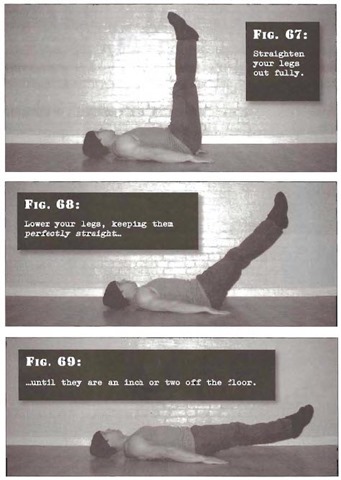 FIG. 67:
Straighten
your legs
out fully.
FIG. 68:
Lower your legs, keeping them
perfectly straight…
FIG. 69:
…until they are an inch or two off the floor.